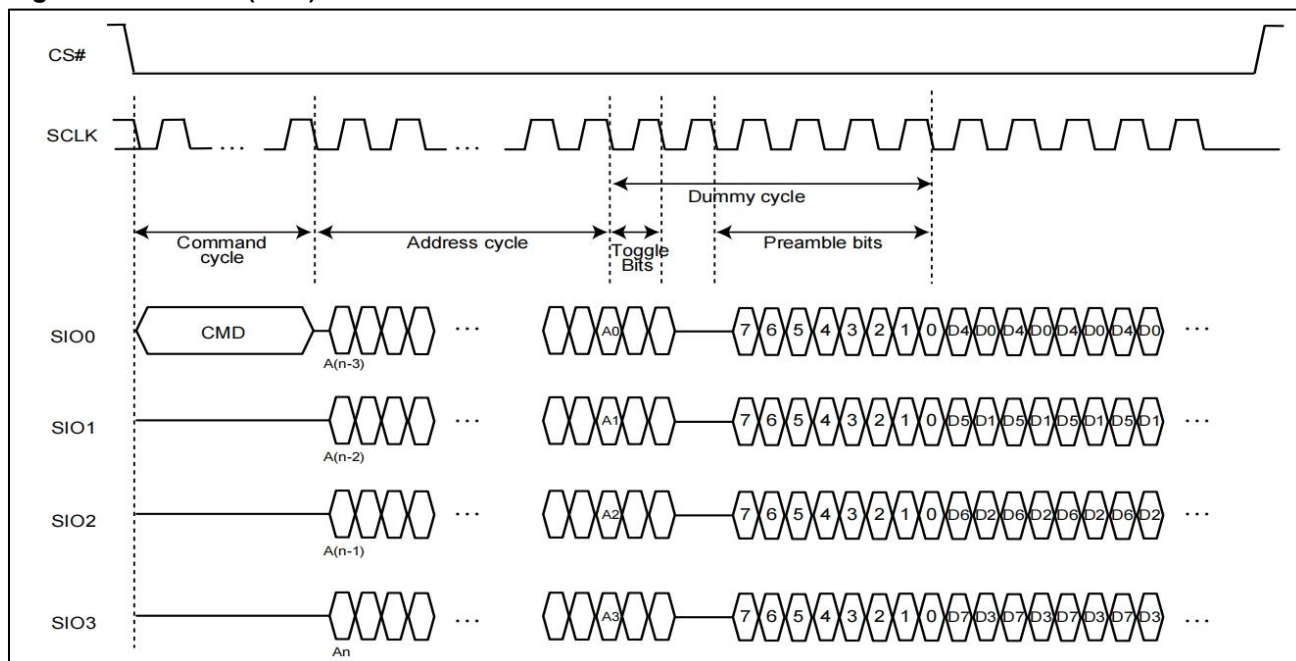 CS#
SCLK
...
...
Dummy cycle
Command
cycle
Address cycle
Toggle
Bits
Preamble bits
SIO0
CMD
...
A0
7 6 5 4 3 2 1 0 D4 D0 D4 D0 D4 D0 D4 D0
...
A(n-3)
SIO1
...
A1
7 6 5 4 3 2 1 0 D5 D1 D5 D1 D5 D1 D5 D1
...
A(n-2)
SIO2
...
A2
7 6 5 4 3 2 1 0 D6 D2 D6 D2 D6 D2 D6 D2
...
A(n-1)
SIO3
...
A3
7 6 5 4 3 2 1 0 D7 D3 D7 D3 D7 D3 D7 D3
...
An